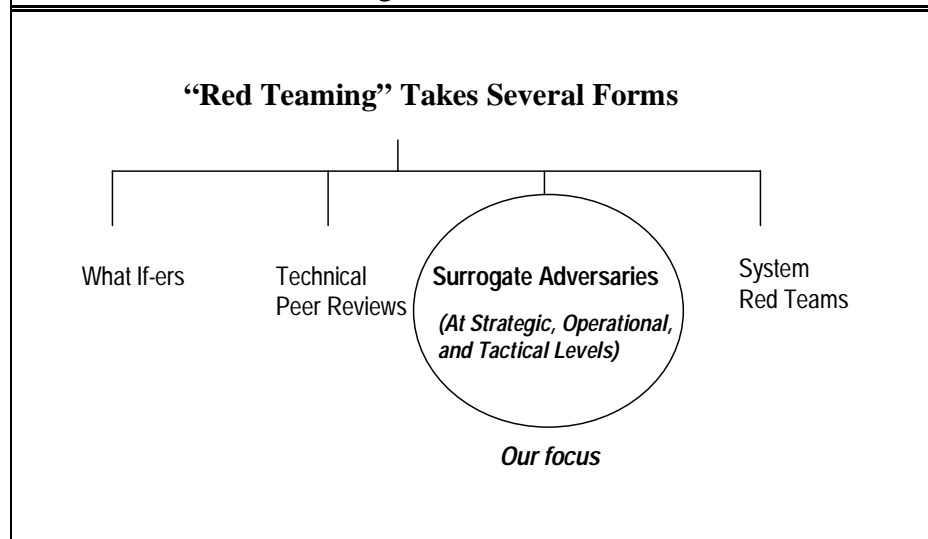 “Red Teaming” Takes Several Forms
What If-ers
Technical
Peer Reviews
Surrogate Adversaries
(At Strategic, Operational,
and Tactical Levels)
System
Red Teams
Our focus